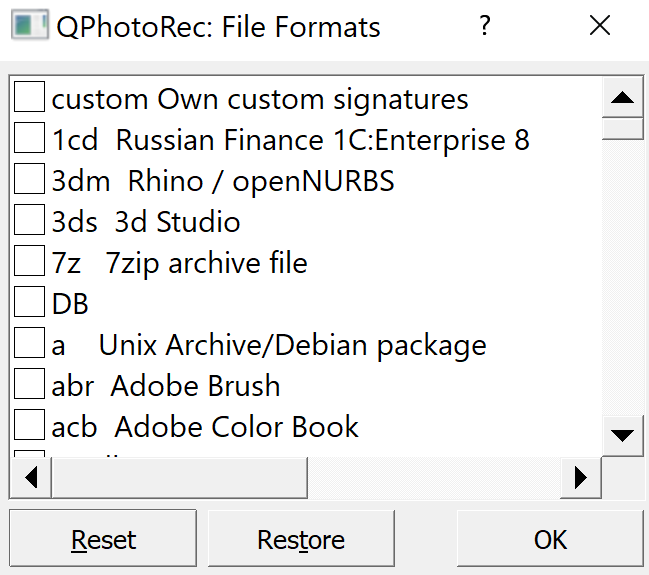 QPhotoRec: File Formats ?
custom Own custom signatures
1cd Russian Finance 1C:Enterprise 8
3dm Rhino / openNURBS
3ds 3d Studio
7z 7zip archive file
DB
a Unix Archive/Debian package
abr Adobe Brush
acb Adobe Color Book
Reset Restore OK